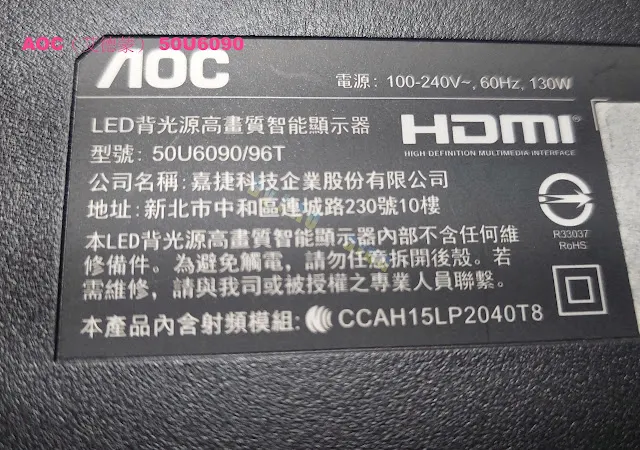 AOC（艾德蒙） 50U6090
AOC
電源: 100-240V~, 60Hz, 130W
LED背光源高畫質智能顯示器
HDMI
HIGH DEFINITION MULTIMEDIA INTERFACE
型號: 50U6090/96T
公司名稱: 嘉捷科技企業股份有限公司
地址: 新北市中和區連城路230號10樓
R33037
RoHS
本LED背光源高畫質智能顯示器內部不含任何維
修備件。為避免觸電，請勿任意拆開後殼。若
需維修，請與我司或被授權之專業人員聯繫。
本產品內含射頻模組: CCAH15LP2040T8